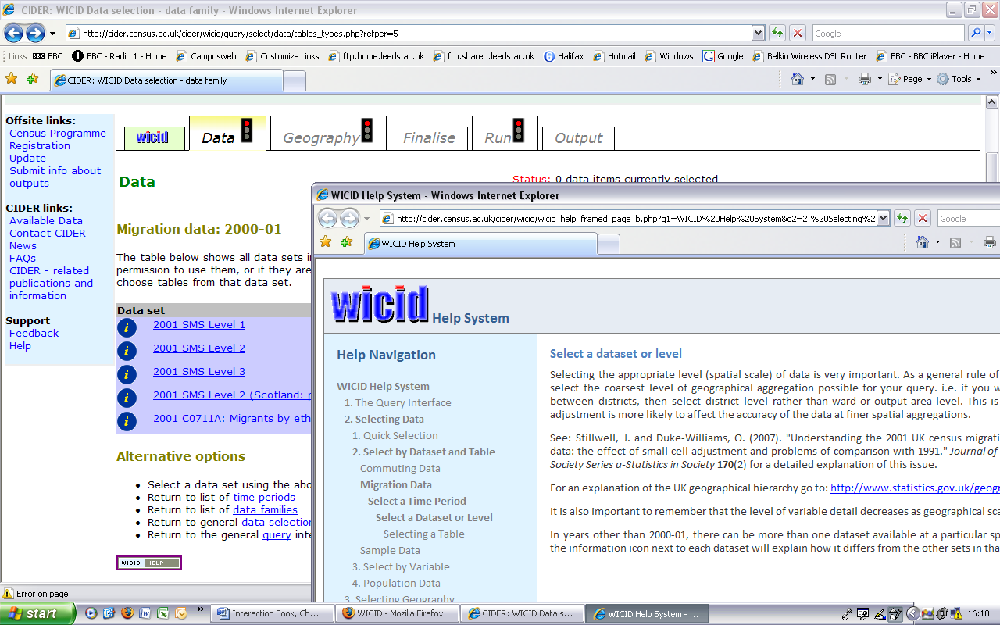 CIDER: WICID Data selection - data family - Windows Internet Explorer
http://cider.census.ac.uk/cider/wicid/query/select/data/tables_types.php?refper=5
Google
Links BBC BBC - Radio 1 - Home Campusweb Customize Links ftp.home.leeds.ac.uk ftp.shared.leeds.ac.uk Halifax Hotmail Windows Google Belkin Wireless DSL Router BBC - BBC iPlayer - Home
CIDER: WICID Data selection - data family
Page Tools
Offsite links:
Census Programme
Registration
Update
Submit info about
outputs
CIDER links:
Available Data
Contact CIDER
News
FAQs
CIDER - related
publications and
information
Support
Feedback
Help
wicid Data Geography Finalise Run Output
Data
Status: 0 data items currently selected
Migration data: 2000-01
The table below shows all data sets i
permission to use them, or if they are
choose tables from that data set.
Data set
2001 SMS Level 1
2001 SMS Level 2
2001 SMS Level 3
2001 SMS Level 2 (Scotland: p
2001 C0711A: Migrants by eth
Alternative options
Select a data set using the abo
Return to list of time periods
Return to list of data families
Return to general data selection
Return to the general query inte
WICID HELP
WICID Help System - Windows Internet Explorer
http://cider.census.ac.uk/cider/wicid/wicid_help_framed_page_b.php?g1=WICID%20Help%20System&g2=2.%20Selecting%2
Google
WICID Help System
wicid Help System
Help Navigation
WICID Help System
1. The Query Interface
2. Selecting Data
1. Quick Selection
2. Select by Dataset and Table
Commuting Data
Migration Data
Select a Time Period
Select a Dataset or Level
Selecting a Table
Sample Data
3. Select by Variable
4. Population Data
3. Selecting Geography
Select a dataset or level
Selecting the appropriate level (spatial scale) of data is very important. As a general rule of
select the coarsest level of geographical aggregation possible for your query. i.e. if you w
between districts, then select district level rather than ward or output area level. This is
adjustment is more likely to affect the accuracy of the data at finer spatial aggregations.
See: Stillwell, J. and Duke-Williams, O. (2007). "Understanding the 2001 UK census migrati
data: the effect of small cell adjustment and problems of comparison with 1991." Journal of
Society Series a-Statistics in Society 170(2) for a detailed explanation of this issue.
For an explanation of the UK geographical hierarchy go to: http://www.statistics.gov.uk/geogr
It is also important to remember that the level of variable detail decreases as geographical sca
In years other than 2000-01, there can be more than one dataset available at a particular sp
the information icon next to each dataset will explain how it differs from the other sets in tha
Error on page.
start Interaction Book, Ch... WICID - Mozilla Firefox CIDER: WICID Data s... WICID Help System - ... 16:18